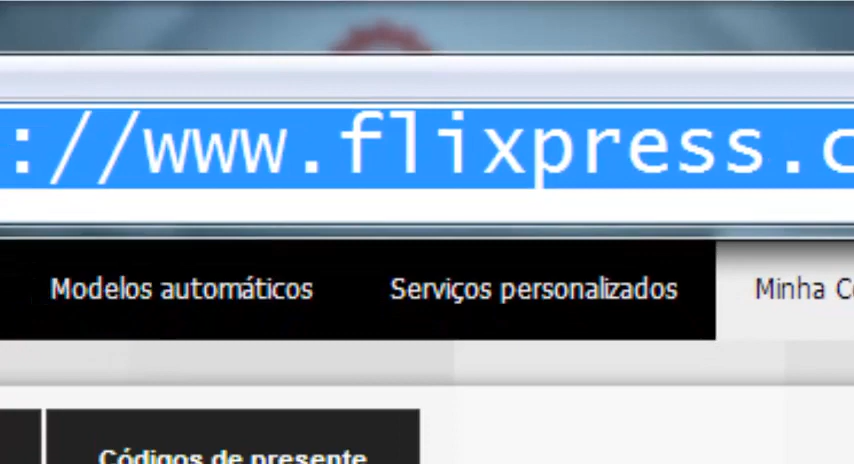 ://www.flixpress.c
Modelos automáticos Serviços personalizados Minha C
Códigos de presente